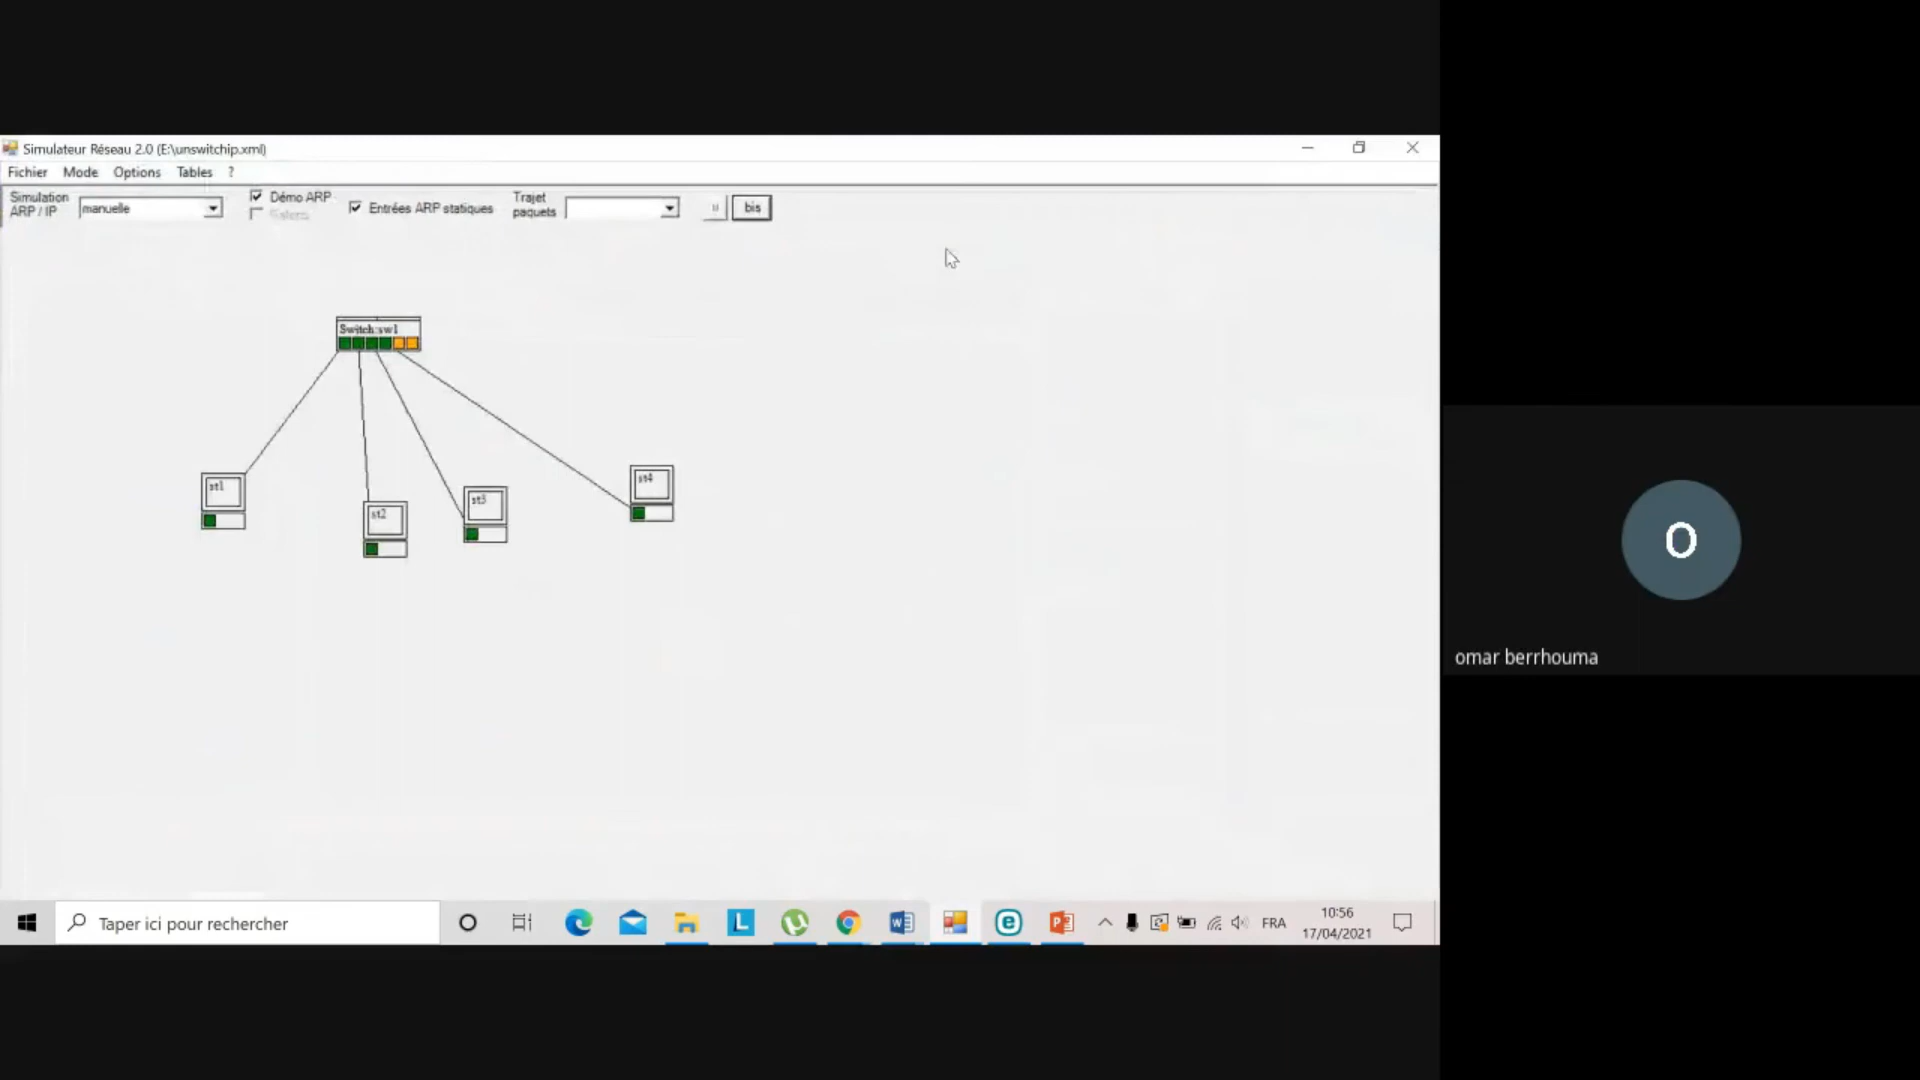 Simulateur Réseau 2.0 (E:\unswitchip.xml)
Fichier Mode Options Tables ?
Simulation
ARP / IP
manuelle
Démo ARP
Entrées ARP statiques
Trajet
paquets
bis
Switch sw1
st1
st2
st3
st4
O
omar berrhouma
Taper ici pour rechercher
FRA
10:56
17/04/2021